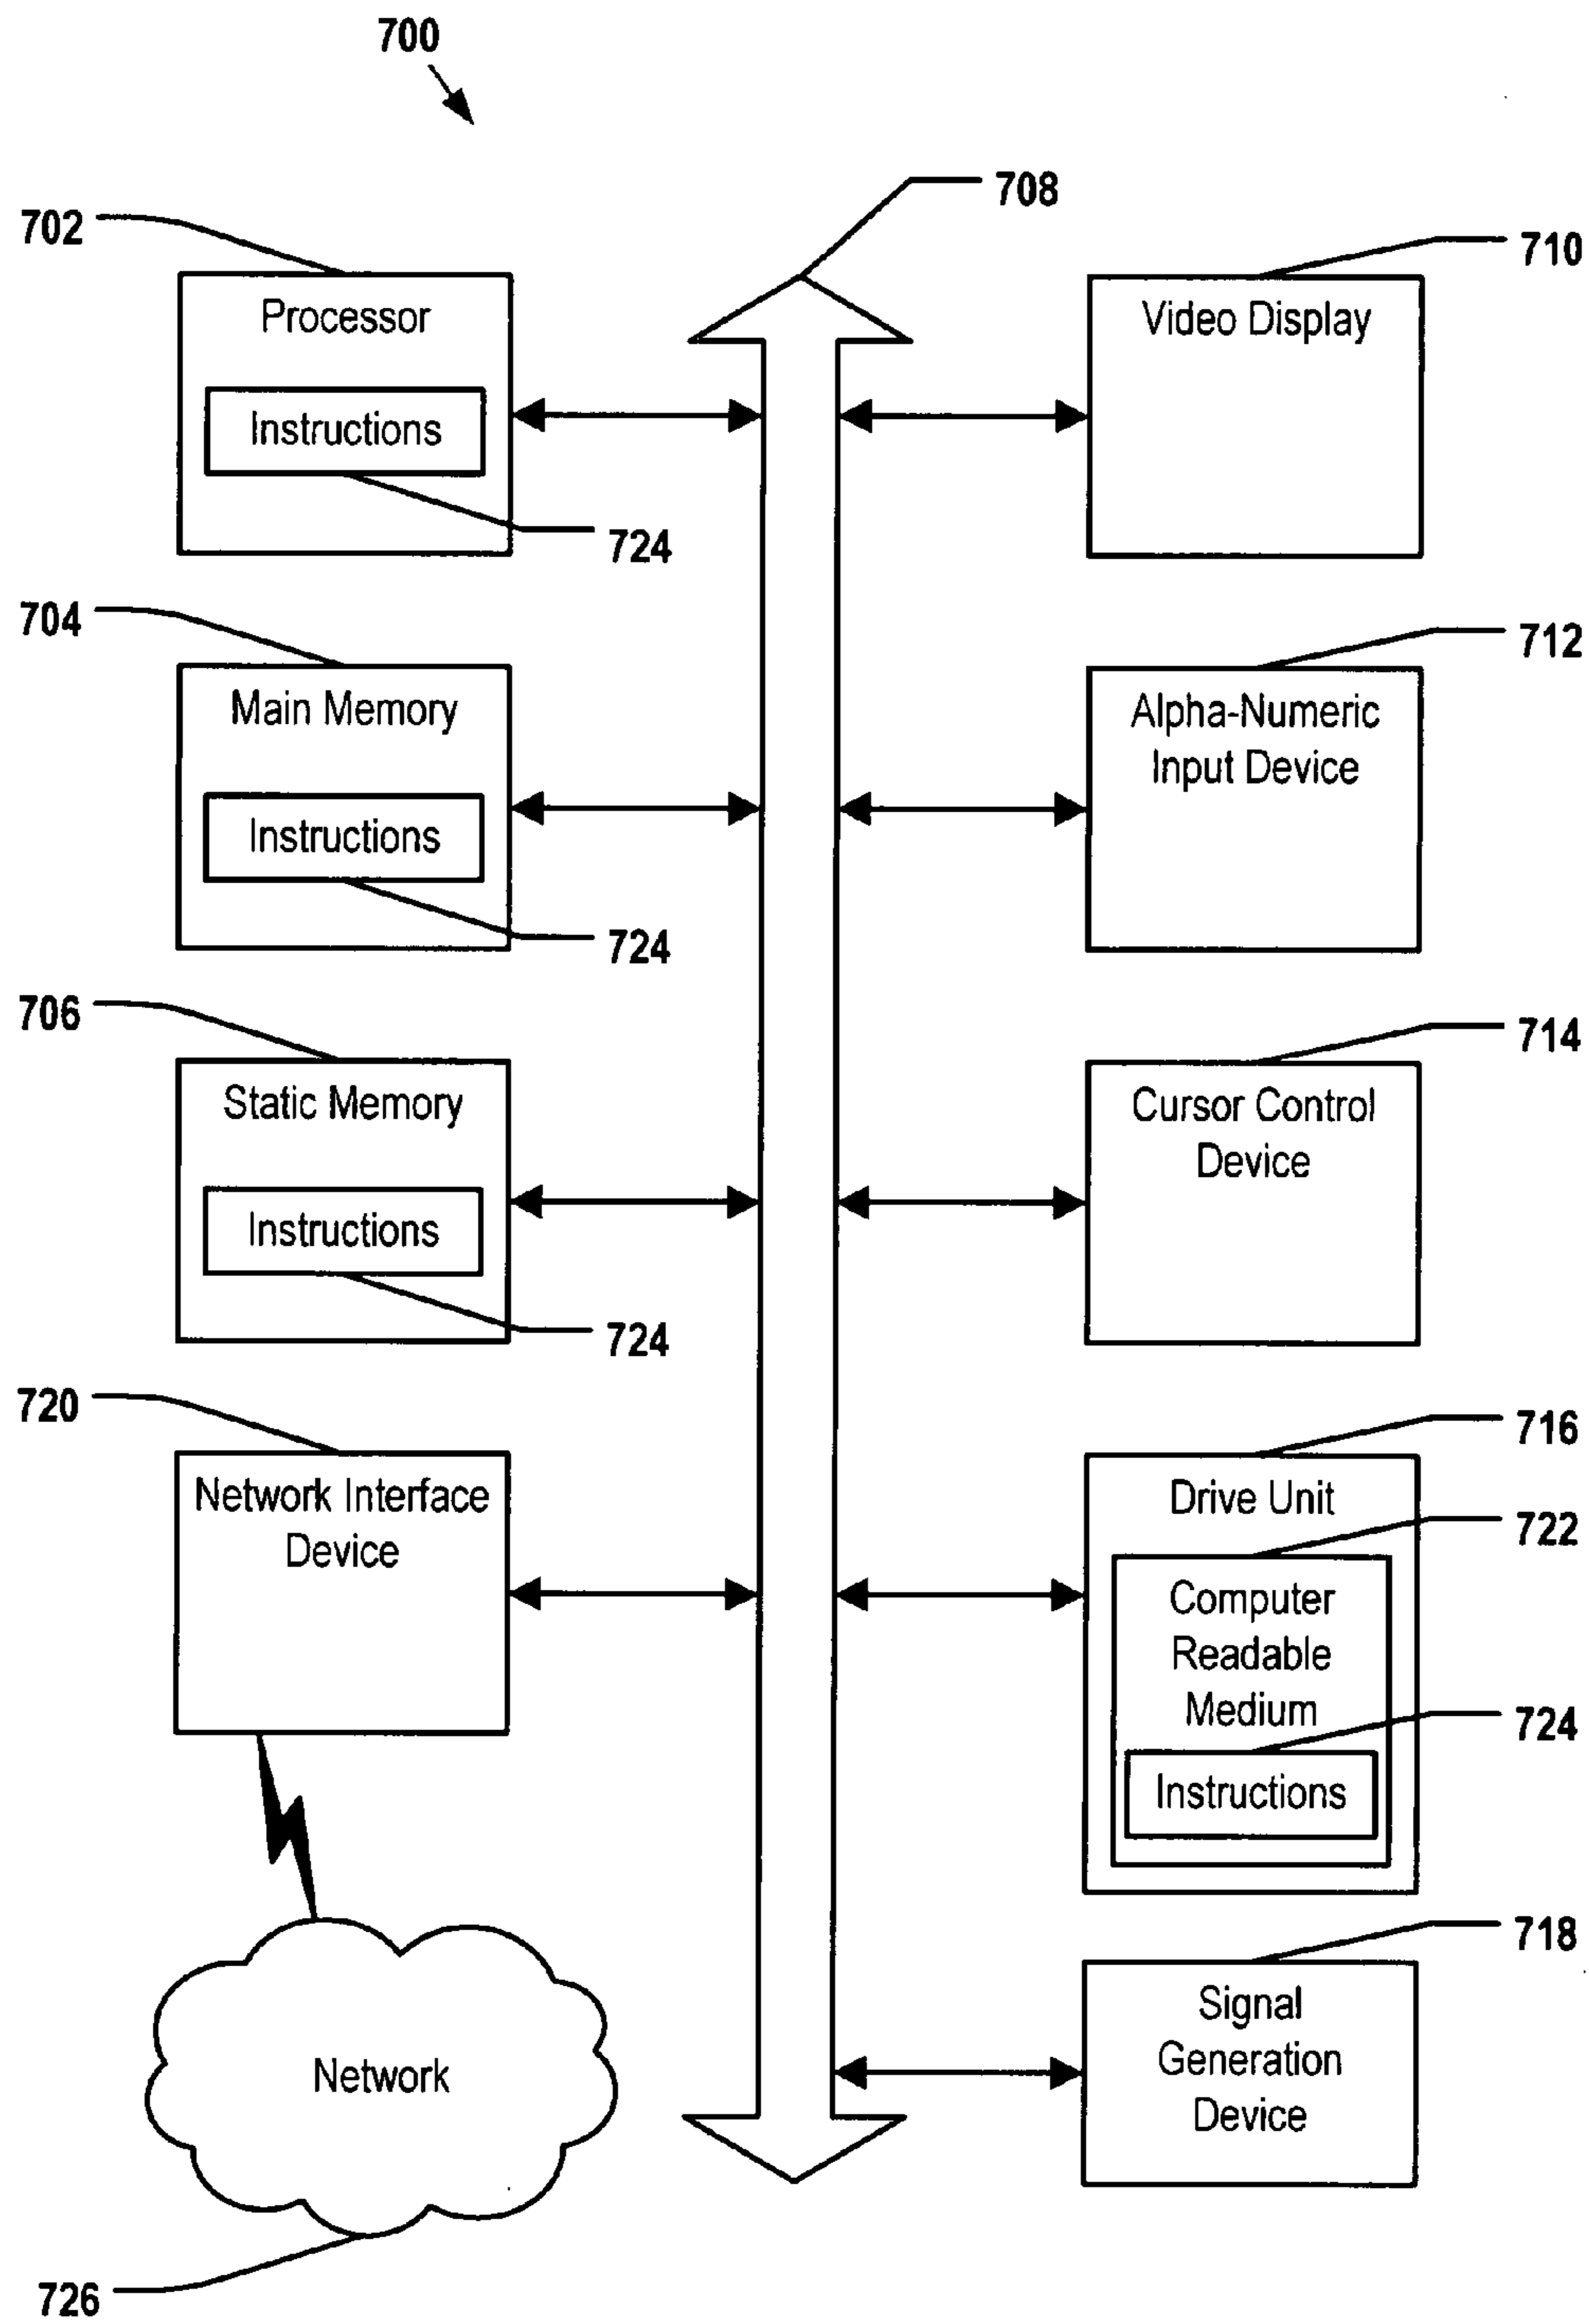 700
708
702
Processor
Instructions
724
710
Video Display
704
Main Memory
Instructions
724
712
Alpha-Numeric
Input Device
706
Static Memory
Instructions
724
714
Cursor Control
Device
720
Network Interface
Device
716
Drive Unit
722
Computer
Readable
Medium
724
Instructions
718
Signal
Generation
Device
Network
726